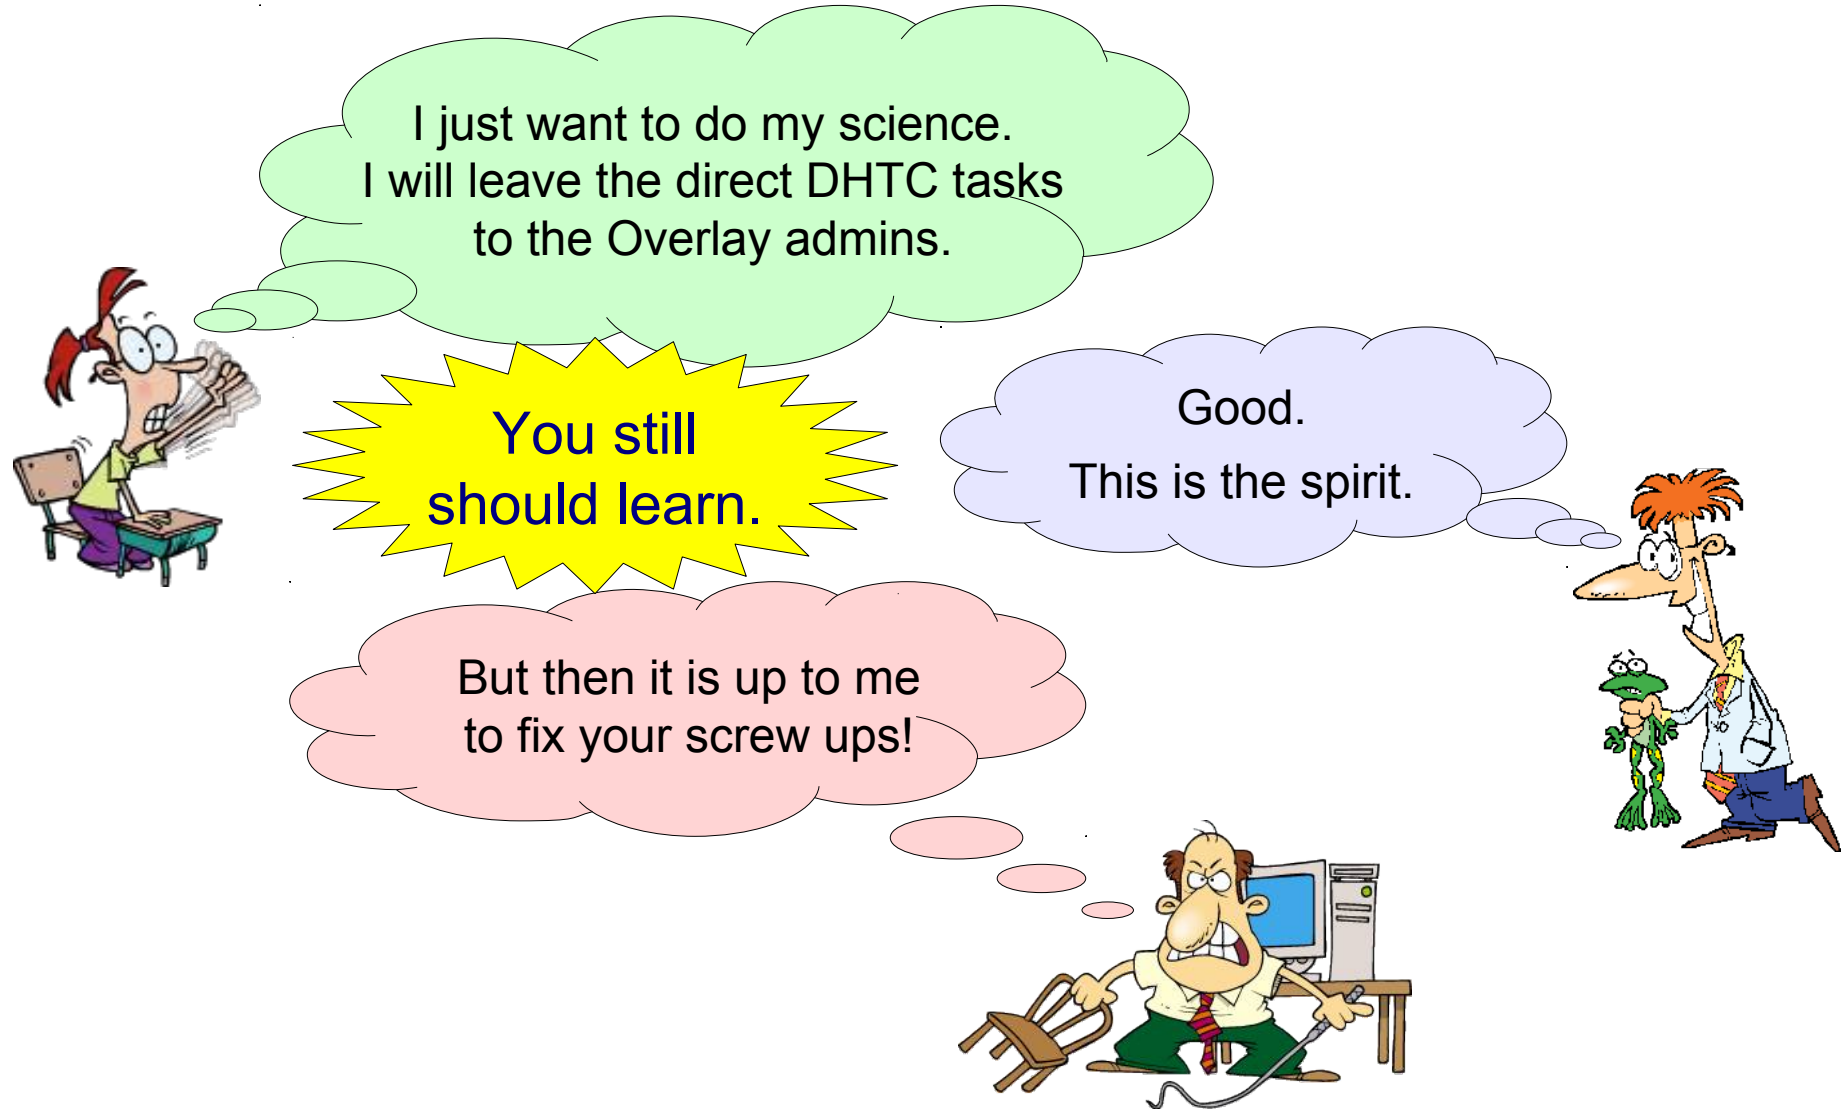 I just want to do my science.
I will leave the direct DHTC tasks
to the Overlay admins.
You still
should learn.
Good.
This is the spirit.
But then it is up to me
to fix your screw ups!